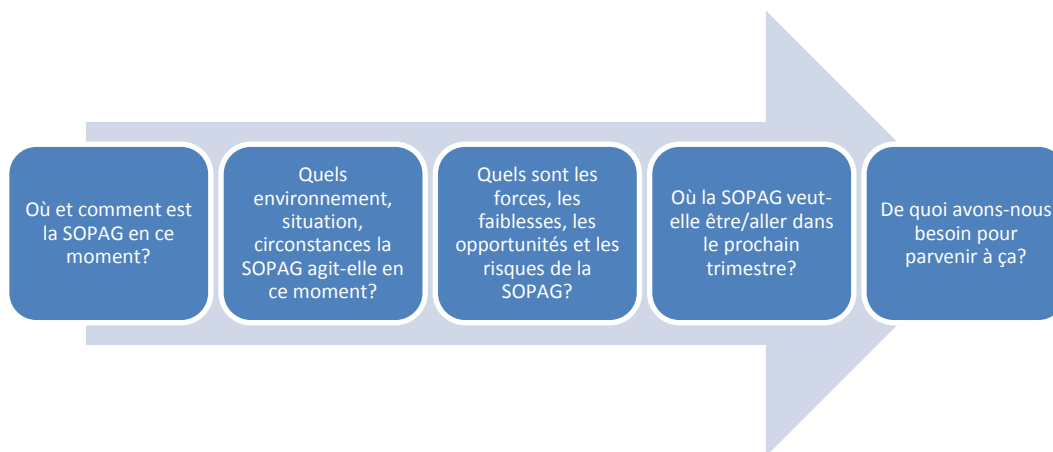 Où et comment est
la SOPAG en ce
moment?
Quels
environnement,
situation,
circonstances la
SOPAG agit-elle en
ce moment?
Quels sont les
forces, les
faiblesses, les
opportunités et les
risques de la
SOPAG?
Où la SOPAG veut-
elle être/aller dans
le prochain
trimestre?
De quoi avons-nous
besoin pour
parvenir à ça?